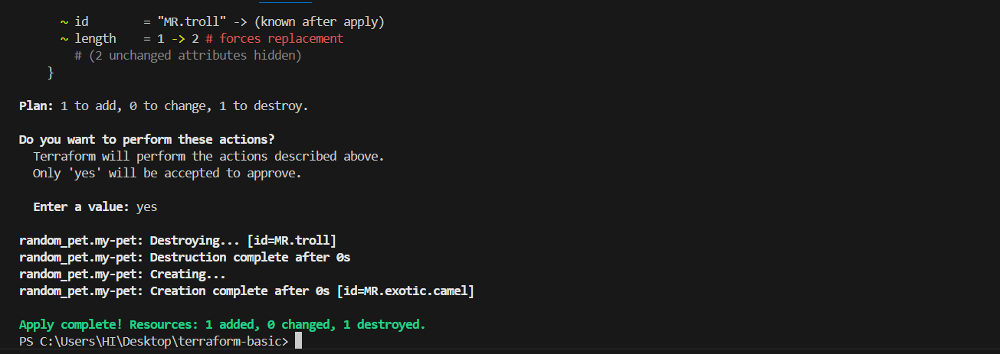 ~ id        = "MR.troll" -> (known after apply)
~ length    = 1 -> 2 # forces replacement
# (2 unchanged attributes hidden)
}
Plan: 1 to add, 0 to change, 1 to destroy.
Do you want to perform these actions?
Terraform will perform the actions described above.
Only 'yes' will be accepted to approve.
Enter a value: yes
random_pet.my-pet: Destroying... [id=MR.troll]
random_pet.my-pet: Destruction complete after 0s
random_pet.my-pet: Creating...
random_pet.my-pet: Creation complete after 0s [id=MR.exotic.camel]
Apply complete! Resources: 1 added, 0 changed, 1 destroyed.
PS C:\Users\HI\Desktop\terraform-basic>